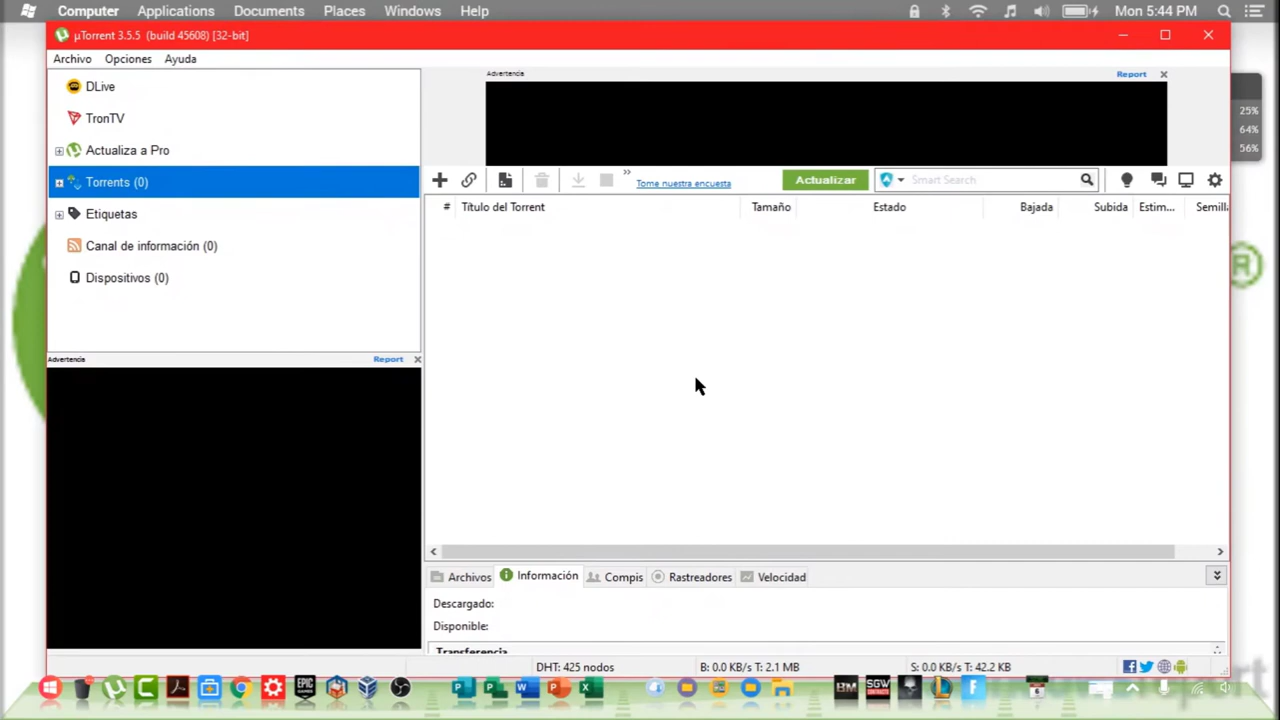 Computer Applications Documents Places Windows Help Mon 5:44 PM
µTorrent 3.5.5 (build 45608) [32-bit]
Archivo Opciones Ayuda
Advertencia Report
DLive
TronTV
Actualiza a Pro
Torrents (0)
Etiquetas
Canal de información (0)
Dispositivos (0)
Advertencia Report
Tome nuestra encuesta Actualizar Smart Search
# Título del Torrent Tamaño Estado Bajada Subida Estim... Semill
Archivos Información Compis Rastreadores Velocidad
Descargado:
Disponible:
Transferencia
DHT: 425 nodos B: 0.0 KB/s T: 2.1 MB S: 0.0 KB/s T: 42.2 KB
25%
64%
56%
®
EPIC GAMES
SGW CONTRACTS